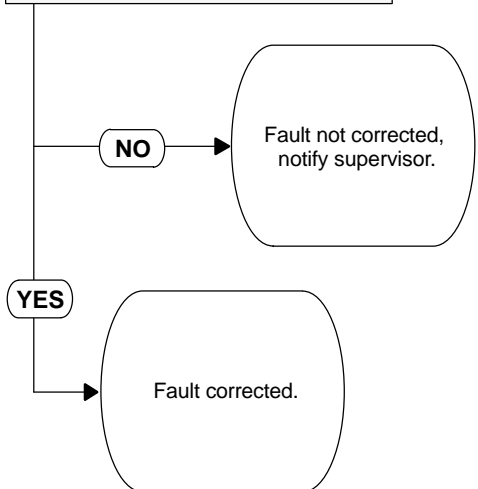 NO
Fault not corrected,
notify supervisor.
YES
Fault corrected.